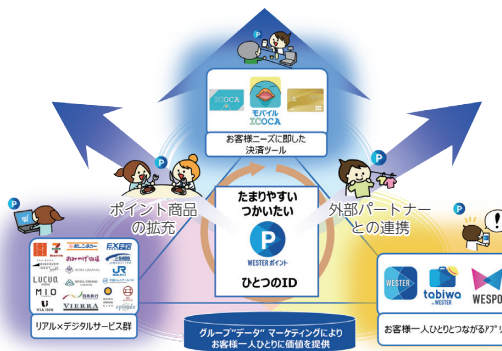 ICOCA
モバイル
ICOCA
お客様ニーズに即した
決済ツール
ポイント商品
の拡充
外部パートナー
との連携
たまりやすい
つかいたい
P
WESTER ポイント
ひとつのID
LUCUA
MIO
VIA INN
VIERRA
JR
リアル×デジタルサービス群
WESTER
tabiwa
by WESTER
WESPO
お客様一人ひとりとつながるアプリ
グループ"データ" マーケティングにより
お客様一人ひとりに価値を提供